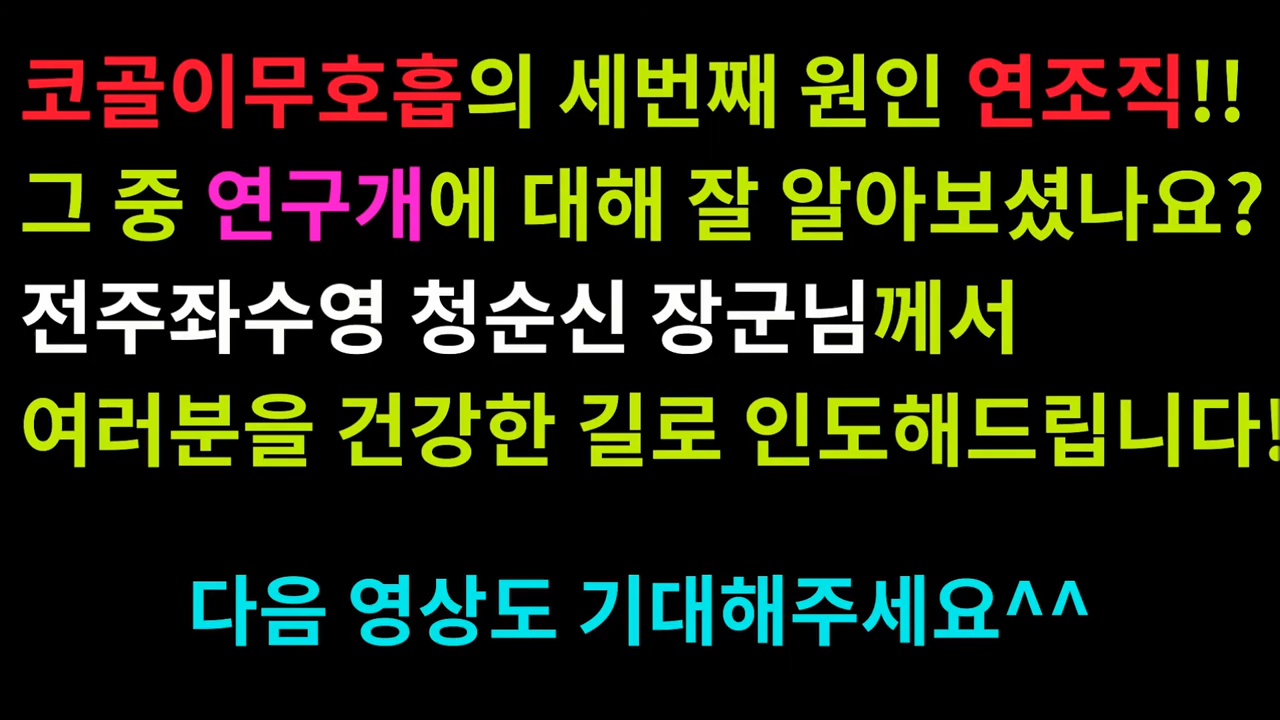 코골이무호흡의 세번째 원인 연조직!!
그 중 연구개에 대해 잘 알아보셨나요?
전주좌수영 청순신 장군님께서
여러분을 건강한 길로 인도해드립니다!
다음 영상도 기대해주세요^^